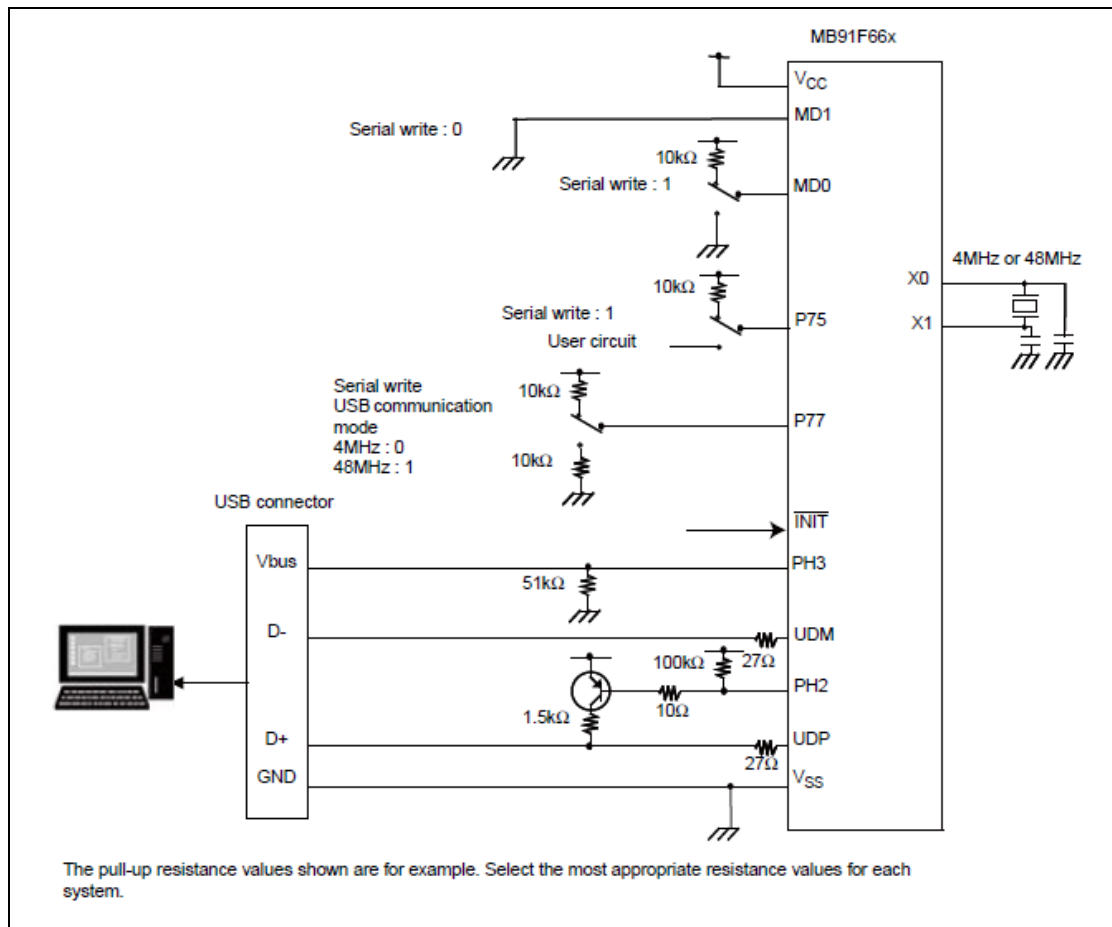 MB91F66x
VCC
MD1
Serial write : 0
10kΩ
Serial write : 1
MD0
10kΩ
4MHz or 48MHz
X0
Serial write : 1
P75
X1
User circuit
Serial write
USB communication
mode
4MHz : 0
48MHz : 1
10kΩ
P77
10kΩ
USB connector
INIT
Vbus
PH3
51kΩ
D-
UDM
100kΩ
27Ω
PH2
10Ω
1.5kΩ
D+
UDP
27Ω
GND
VSS
The pull-up resistance values shown are for example. Select the most appropriate resistance values for each
system.